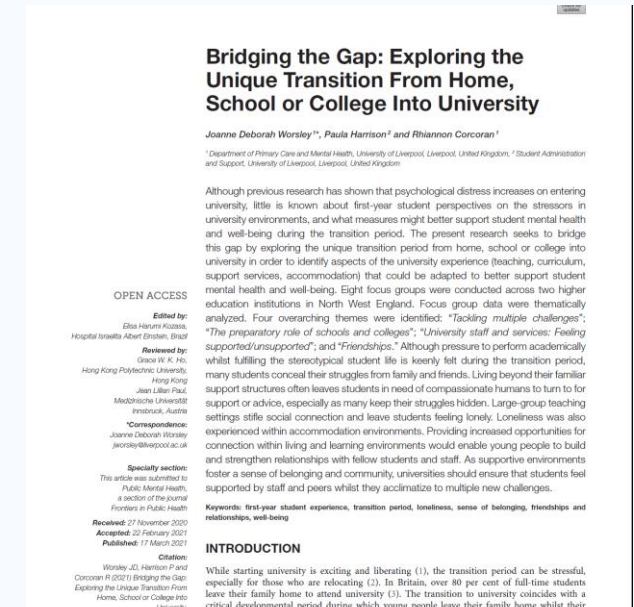 Bridging the Gap: Exploring the
Unique Transition From Home,
School or College Into University
Joanne Deborah Worsley¹*, Paula Harrison² and Rhiannon Corcoran¹
¹ Department of Primary Care and Mental Health, University of Liverpool, Liverpool, United Kingdom, ² Student Administration
and Support, University of Liverpool, Liverpool, United Kingdom
Although previous research has shown that psychological distress increases on entering
university, little is known about first-year student perspectives on the stressors in
university environments, and what measures might better support student mental health
and well-being during the transition period. The present research seeks to bridge
this gap by exploring the unique transition period from home, school or college into
university in order to identify aspects of the university experience (teaching, curriculum,
support services, accommodation) that could be adapted to better support student
mental health and well-being. Eight focus groups were conducted across two higher
education institutions in North West England. Focus group data were thematically
analyzed. Four overarching themes were identified: “Tackling multiple challenges”;
“The preparatory role of schools and colleges”; “University staff and services: Feeling
supported/unsupported”; and “Friendships.” Although pressure to perform academically
whilst fulfilling the stereotypical student life is keenly felt during the transition period,
many students conceal their struggles from family and friends. Living beyond their familiar
support structures often leaves students in need of compassionate humans to turn to for
support or advice, especially as many keep their struggles hidden. Large-group teaching
settings stifle social connection and leave students feeling lonely. Loneliness was also
experienced within accommodation environments. Providing increased opportunities for
connection within living and learning environments would enable young people to build
and strengthen relationships with fellow students and staff. As supportive environments
foster a sense of belonging and community, universities should ensure that students feel
supported by staff and peers whilst they acclimatize to multiple new challenges.
Keywords: first-year student experience, transition period, loneliness, sense of belonging, friendships and
relationships, well-being
OPEN ACCESS
Edited by:
Elisa Harumi Kozasa,
Hospital Israelita Albert Einstein, Brazil
Reviewed by:
Grace W. K. Ho,
Hong Kong Polytechnic University,
Hong Kong
Jean Lillian Paul,
Medizinische Universität
Innsbruck, Austria
*Correspondence:
Joanne Deborah Worsley
jworsley@liverpool.ac.uk
Specialty section:
This article was submitted to
Public Mental Health,
a section of the journal
Frontiers in Public Health
Received: 27 November 2020
Accepted: 22 February 2021
Published: 17 March 2021
Citation:
Worsley JD, Harrison P and
Corcoran R (2021) Bridging the Gap:
Exploring the Unique Transition From
Home, School or College Into
INTRODUCTION
While starting university is exciting and liberating (1), the transition period can be stressful,
especially for those who are relocating (2). In Britain, over 80 per cent of full-time students
leave their family home to attend university (3). The transition to university coincides with a
critical developmental period during which young people leave their family home whilst their